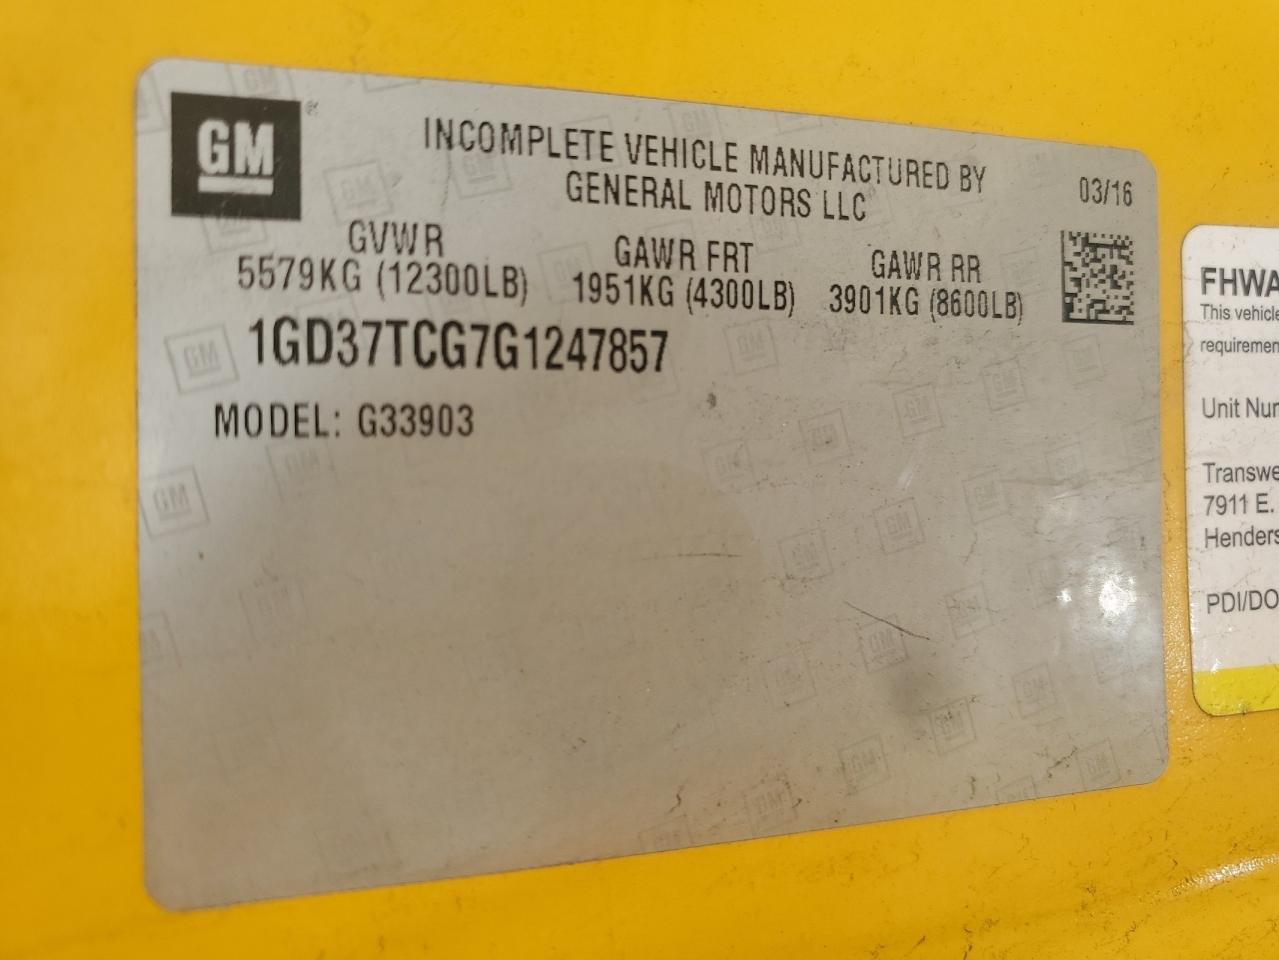 GM
INCOMPLETE VEHICLE MANUFACTURED BY
GENERAL MOTORS LLC
03/16
GVWR
5579KG (12300LB)
GAWR FRT
1951KG (4300LB)
GAWR RR
3901KG (8600LB)
1GD37TCG7G1247857
MODEL: G33903
FHWA
This vehicle
requiremen
Unit Nu
Transwe
7911 E.
Henders
PDI/DO